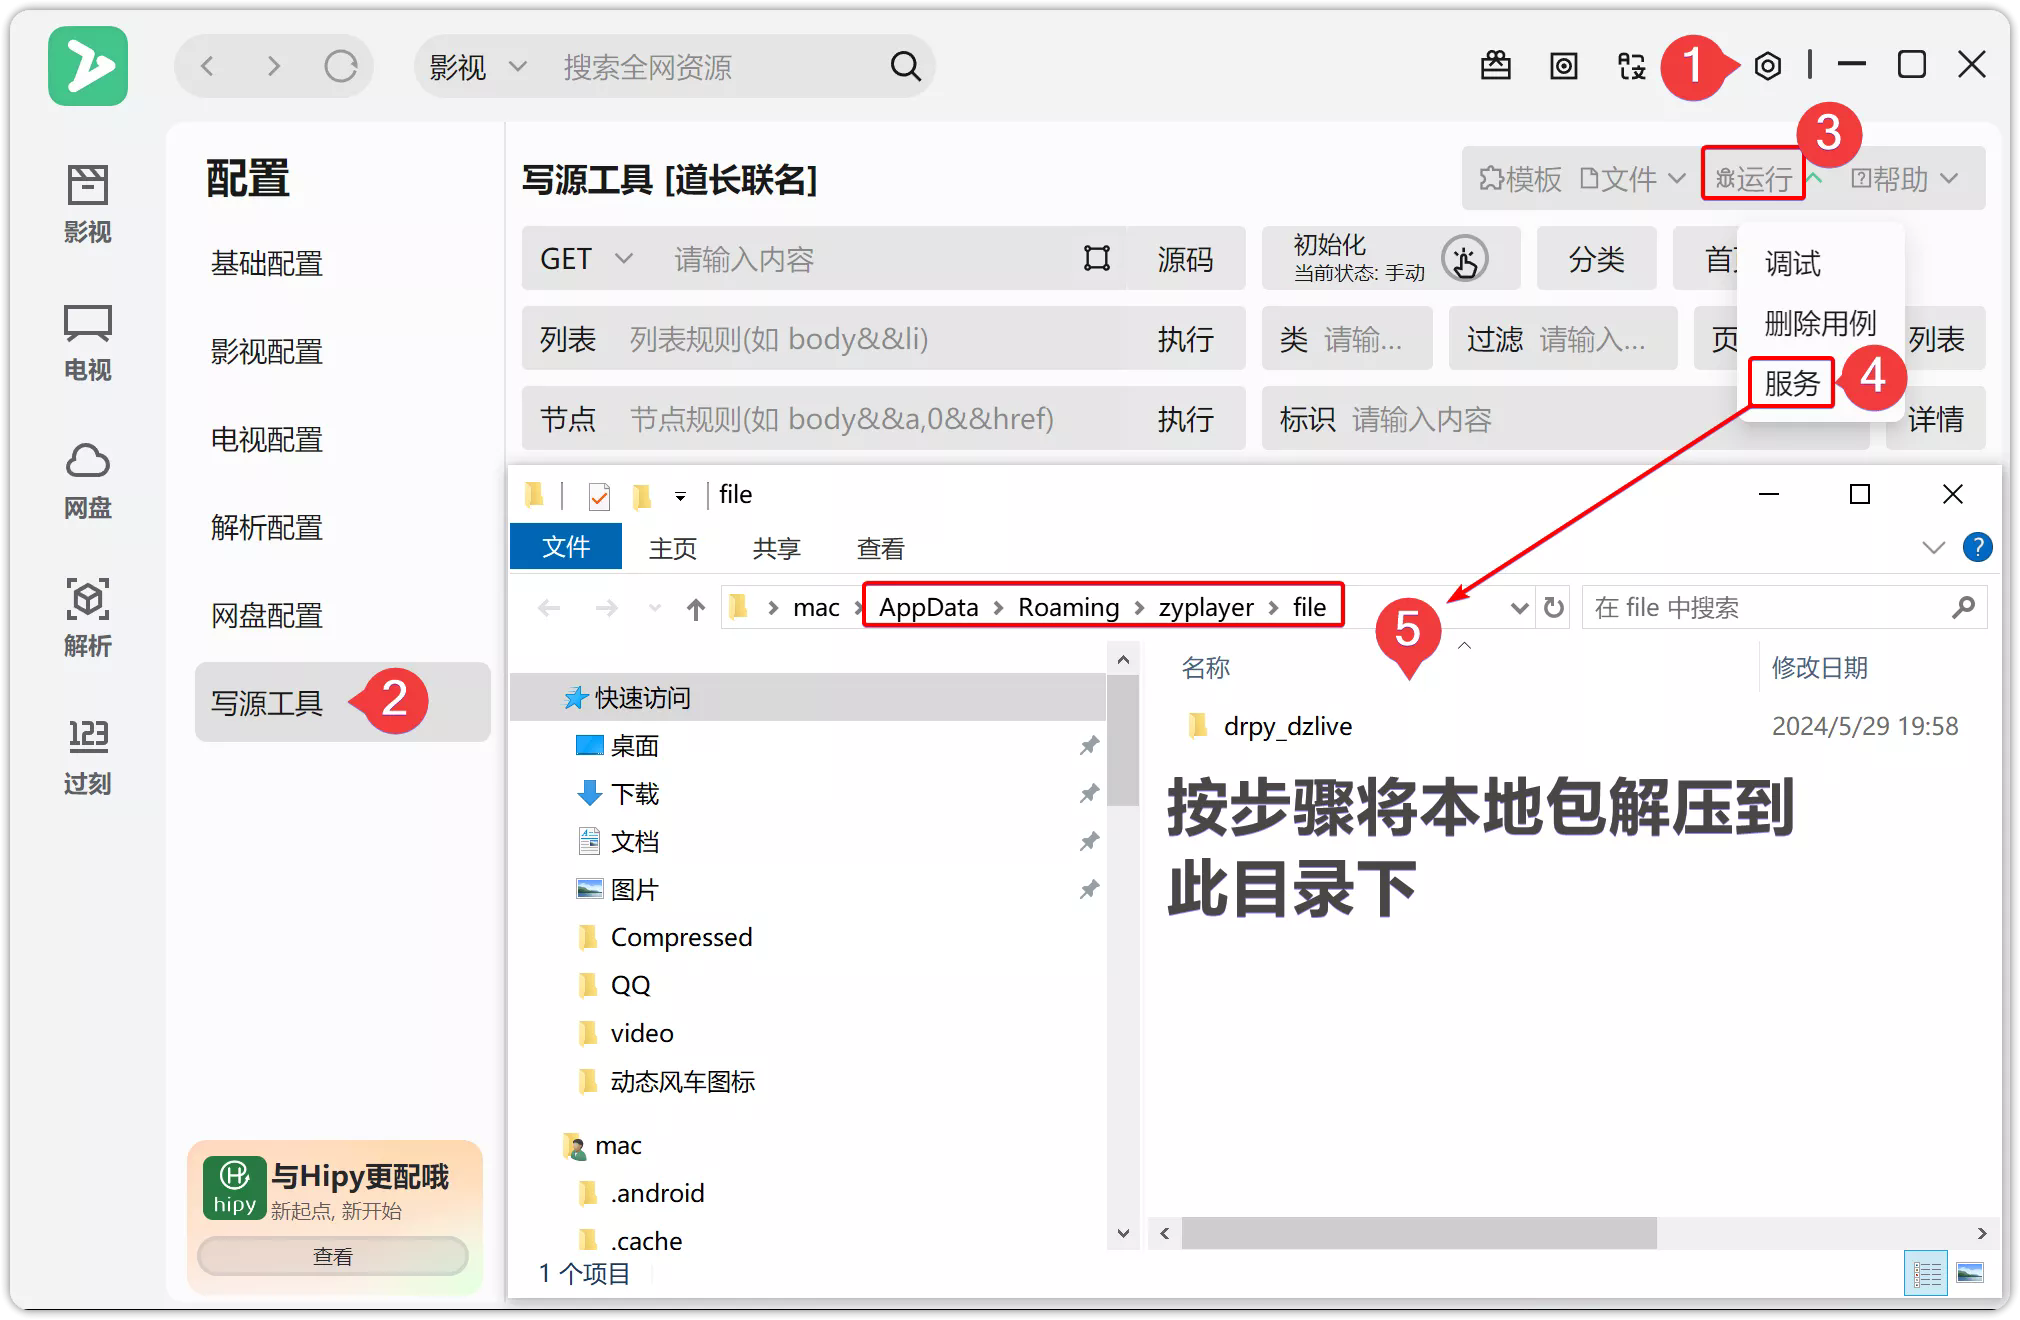 影视
搜索全网资源
1
影视
电视
网盘
解析
123
过刻
配置
基础配置
影视配置
电视配置
解析配置
网盘配置
写源工具
2
hipy
与Hipy更配哦
新起点, 新开始
查看
写源工具 [道长联名]
模板
文件
运行
帮助
3
GET
请输入内容
源码
初始化
当前状态: 手动
分类
列表
列表规则(如 body&&li)
执行
类
请输...
过滤
请输入...
页
列表
节点
节点规则(如 body&&a,0&&href)
执行
标识
请输入内容
详情
调试
删除用例
服务
4
file
文件
主页
共享
查看
mac
AppData
Roaming
zyplayer
file
在 file 中搜索
5
快速访问
桌面
下载
文档
图片
Compressed
QQ
video
动态风车图标
mac
.android
.cache
名称
修改日期
drpy_dzlive
2024/5/29 19:58
按步骤将本地包解压到
此目录下
1 个项目